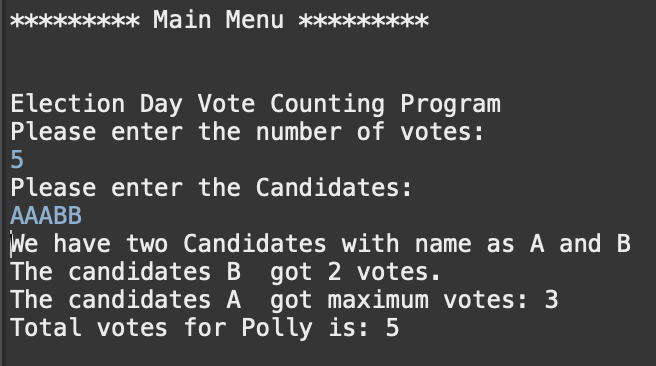 ********* Main Menu *********
Election Day Vote Counting Program
Please enter the number of votes:
5
Please enter the Candidates:
AAABB
We have two Candidates with name as A and B
The candidates B  got 2 votes.
The candidates A  got maximum votes: 3
Total votes for Polly is: 5